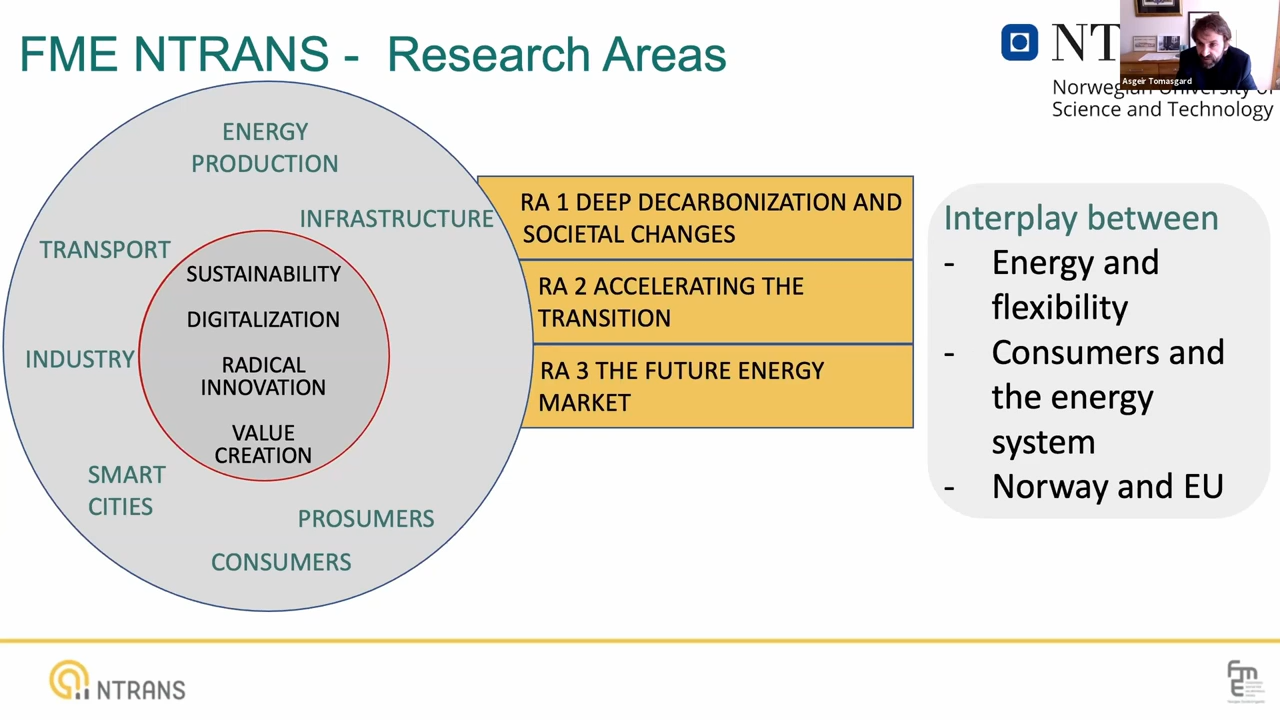 FME NTRANS - Research Areas
NT
Asgeir Tomasgard
Norwegian University of
Science and Technology
ENERGY
PRODUCTION
INFRASTRUCTURE
TRANSPORT
INDUSTRY
SMART
CITIES
PROSUMERS
CONSUMERS
SUSTAINABILITY
DIGITALIZATION
RADICAL
INNOVATION
VALUE
CREATION
RA 1 DEEP DECARBONIZATION AND
SOCIETAL CHANGES
RA 2 ACCELERATING THE
TRANSITION
RA 3 THE FUTURE ENERGY
MARKET
Interplay between
- Energy and
flexibility
- Consumers and
the energy
system
- Norway and EU
NTRANS
FME